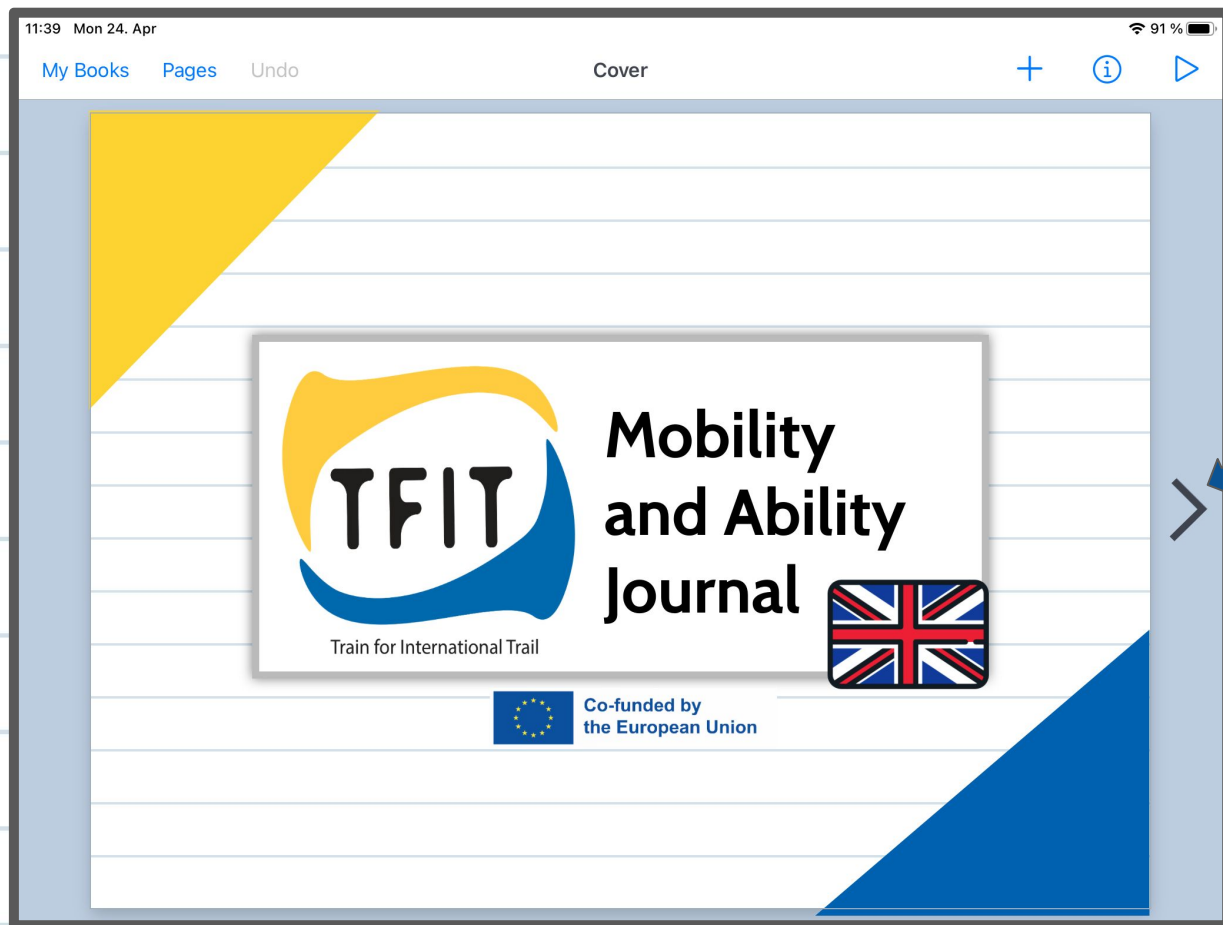 11:39 Mon 24. Apr 91 %
My Books Pages Undo Cover
TFIT
Train for International Trail
Mobility
and Ability
Journal
Co-funded by
the European Union